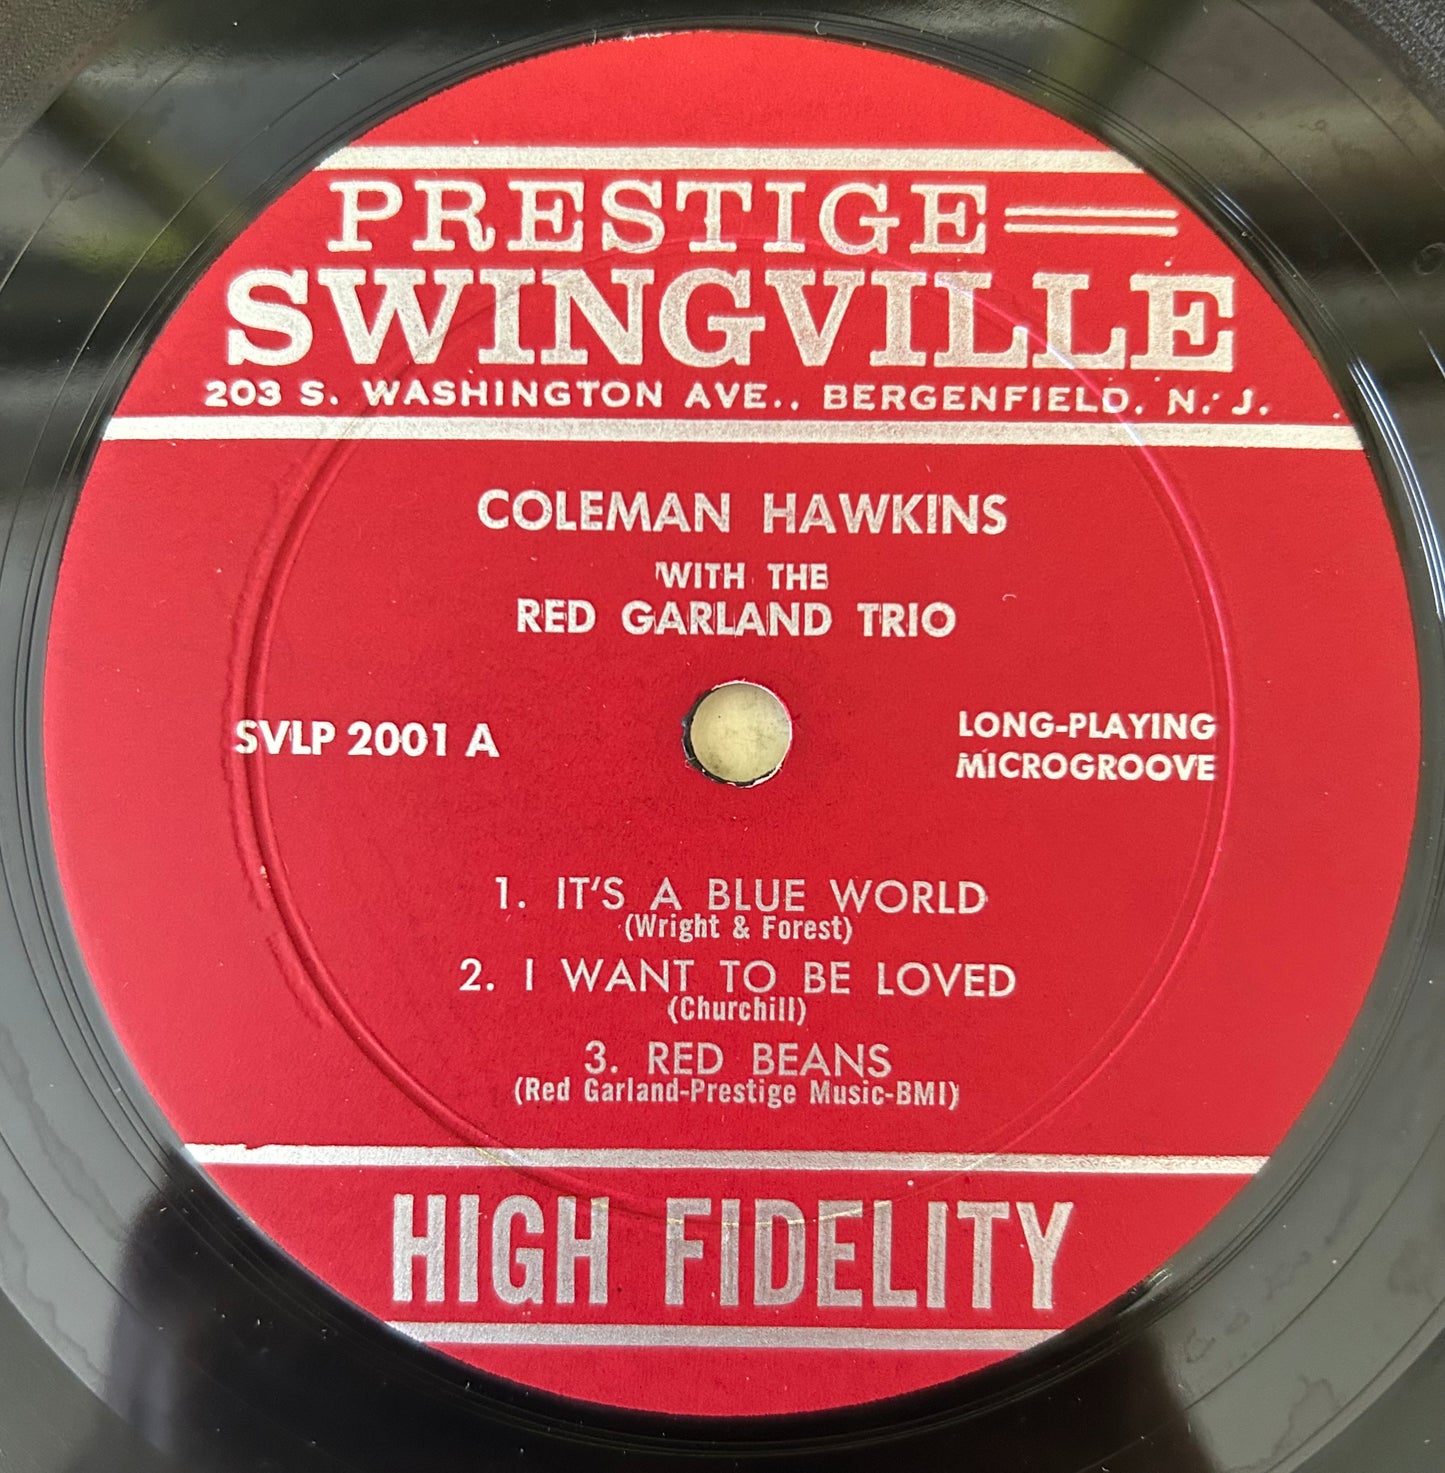 PRESTIGE
SWINGVILLE
203 S. WASHINGTON AVE., BERGENFIELD, N. J.
COLEMAN HAWKINS
WITH THE
RED GARLAND TRIO
SVLP 2001 A
LONG-PLAYING
MICROGROOVE
1. IT'S A BLUE WORLD
(Wright & Forest)
2. I WANT TO BE LOVED
(Churchill)
3. RED BEANS
(Red Garland-Prestige Music-BMI)
HIGH FIDELITY